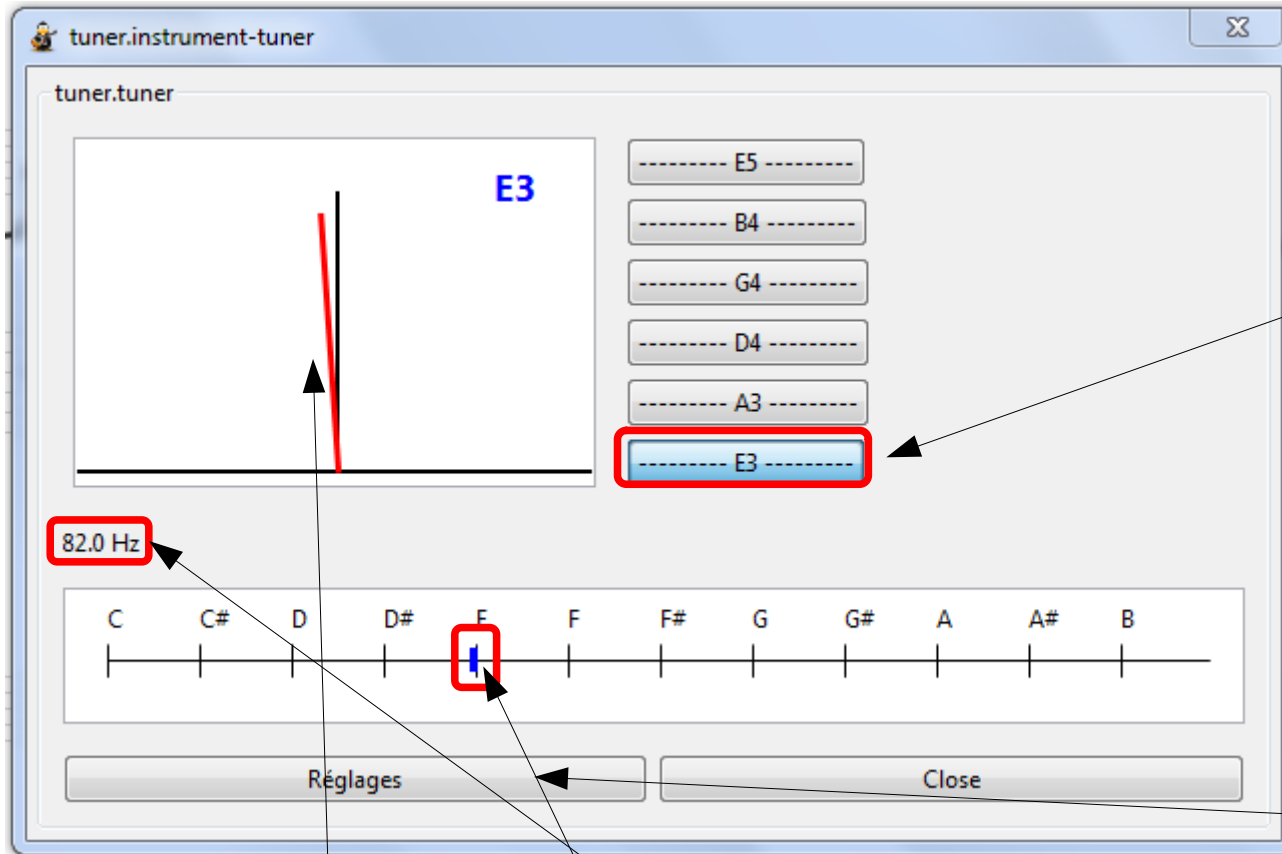 tuner.instrument-tuner
tuner.tuner
E3
--------- E5 ---------
--------- B4 ---------
--------- G4 ---------
--------- D4 ---------
--------- A3 ---------
--------- E3 ---------
82.0 Hz
C C# D D# E F F# G G# A A# B
Réglages Close